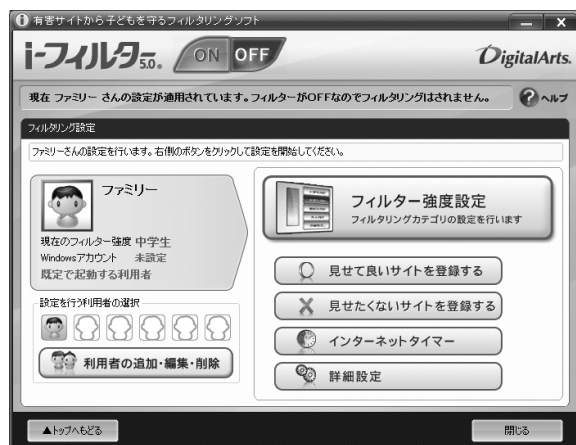 有害サイトから子どもを守るフィルタリングソフト
i-フィルター 5.0. ON OFF
DigitalArts.
現在 ファミリー さんの設定が適用されています。フィルターがOFFなのでフィルタリングはされません。
ヘルプ
フィルタリング設定
ファミリーさんの設定を行います。右側のボタンをクリックして設定を開始してください。
ファミリー
現在のフィルター強度 中学生
Windowsアカウント 未設定
既定で起動する利用者
設定を行う利用者の選択
利用者の追加・編集・削除
フィルター強度設定
フィルタリングカテゴリの設定を行います
見せて良いサイトを登録する
見せたくないサイトを登録する
インターネットタイマー
詳細設定
▲トップへもどる
閉じる